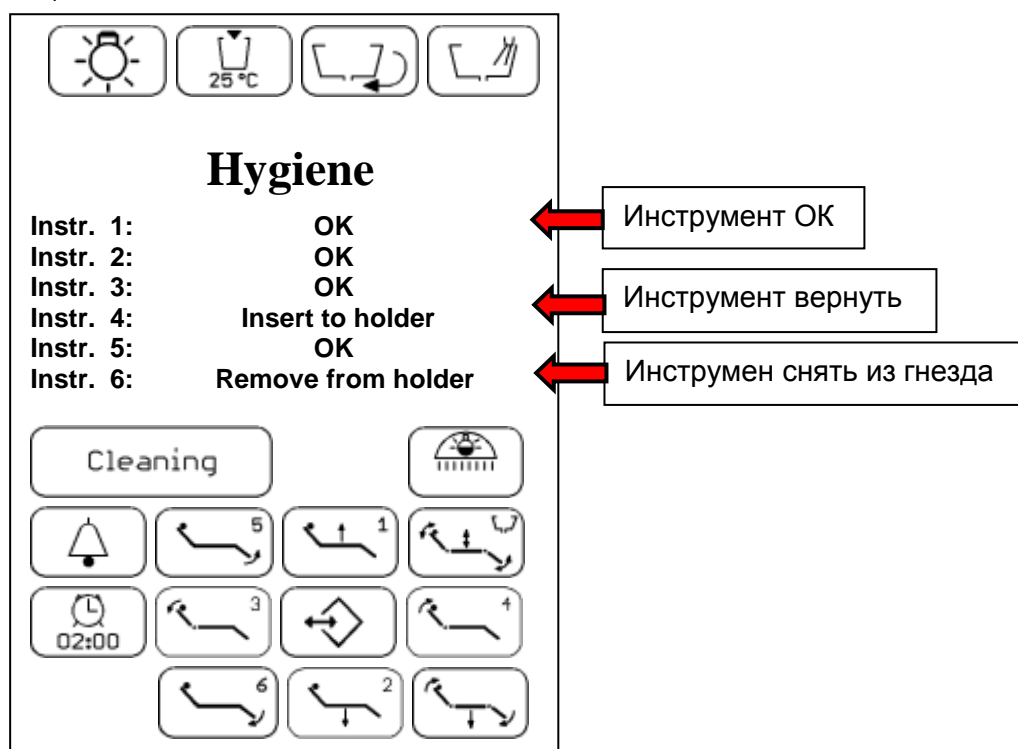 25 °C
Hygiene
Instr. 1: OK
Инструмент ОК
Instr. 2: OK
Instr. 3: OK
Инструмент вернуть
Instr. 4: Insert to holder
Instr. 5: OK
Instr. 6: Remove from holder
Инструмен снять из гнезда
Cleaning
5
1
02:00
3
4
6
2